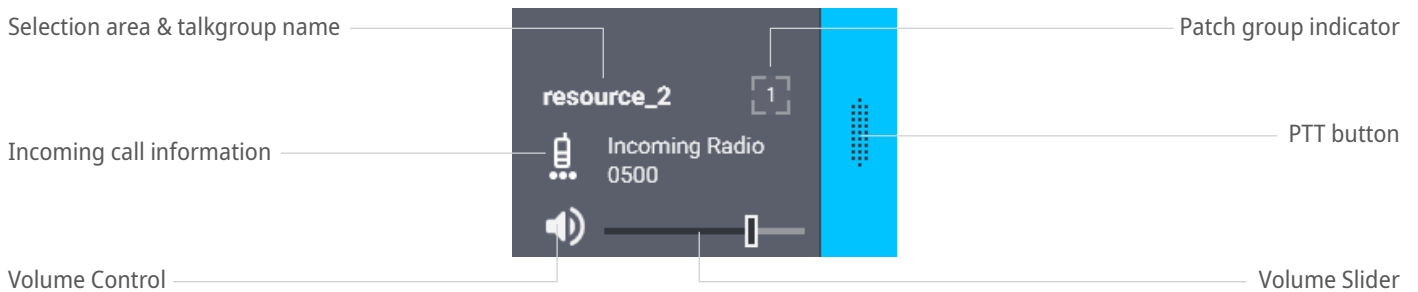 Selection area & talkgroup name
Patch group indicator
resource_2
1
PTT button
Incoming call information
Incoming Radio
0500
Volume Control
Volume Slider